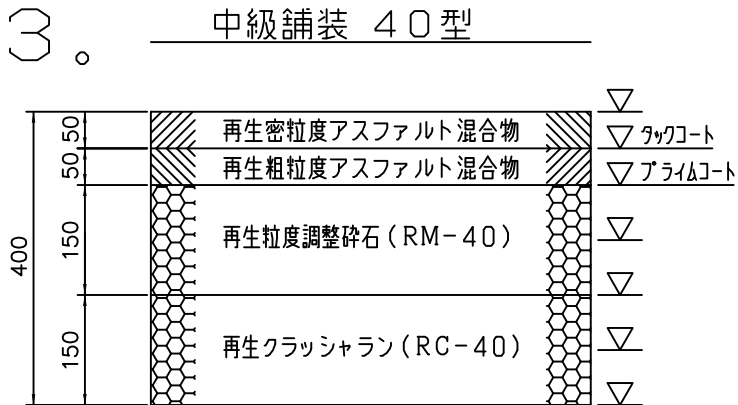 3. 中級舗装 40型
50 再生密粒度アスファルト混合物 タックコート
50 再生粗粒度アスファルト混合物 プライムコート
400
150 再生粒度調整砕石(RM-40)
150 再生クラッシャラン(RC-40)